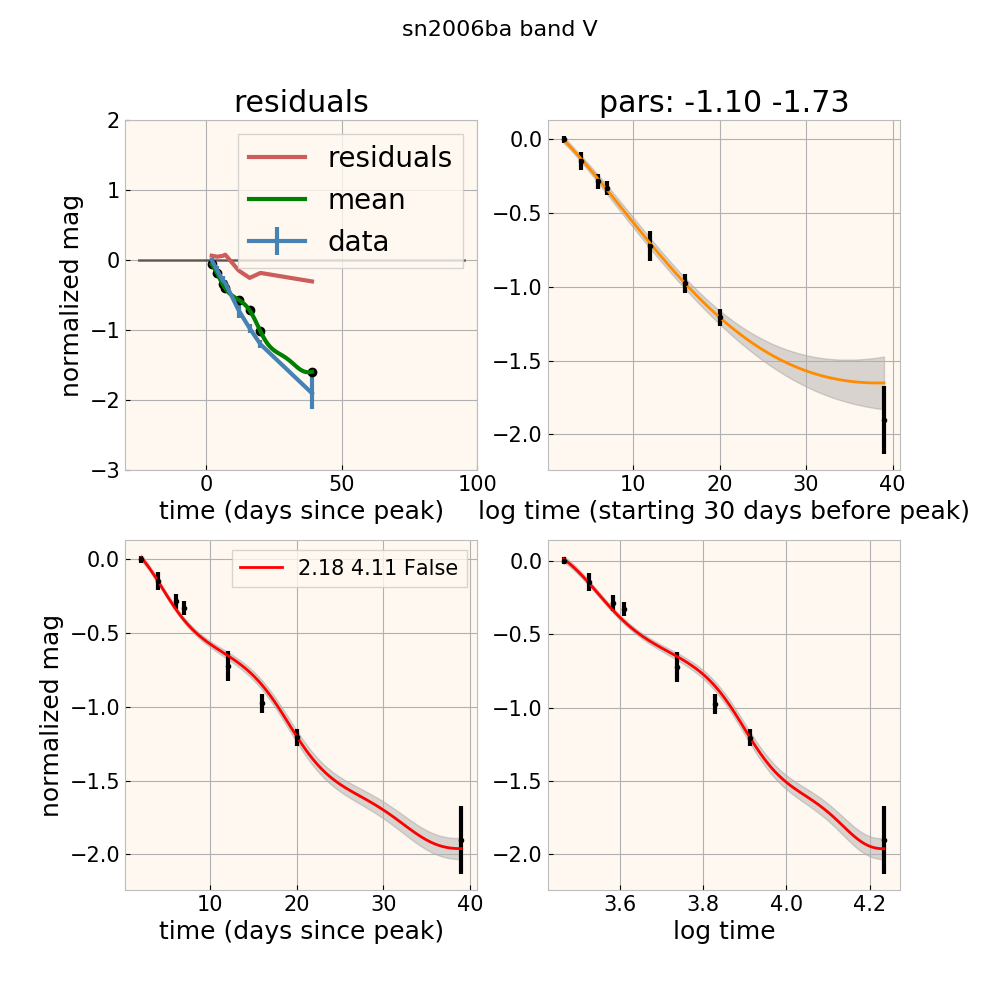 sn2006ba band V
residuals
pars: -1.10 -1.73
normalized mag
2
1
0
−1
−2
−3
residuals
mean
data
0
50
100
time (days since peak)
0.0
−0.5
−1.0
−1.5
−2.0
10
20
30
40
log time (starting 30 days before peak)
normalized mag
0.0
−0.5
−1.0
−1.5
−2.0
2.18 4.11 False
10
20
30
40
time (days since peak)
0.0
−0.5
−1.0
−1.5
−2.0
3.6
3.8
4.0
4.2
log time